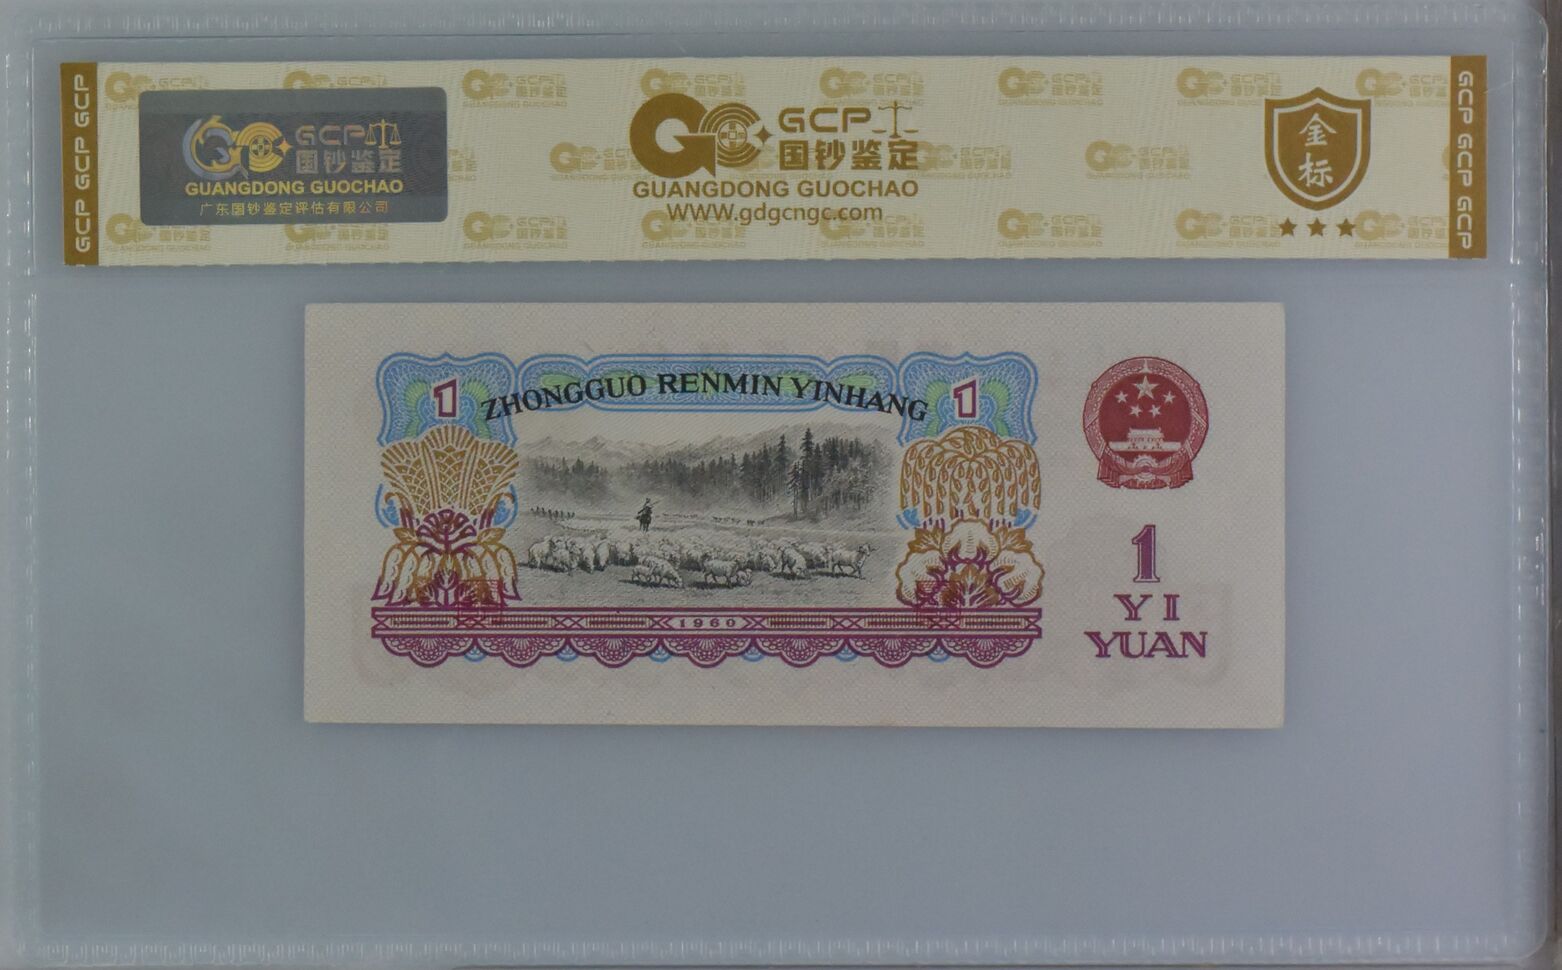 GCP GCP GCP
GCP
国钞鉴定
GUANGDONG GUOCHAO
广东国钞鉴定评估有限公司
GCP
国钞鉴定
GUANGDONG GUOCHAO
WWW.gdgcngc.com
金
标
GCP GCP GCP
ZHONGGUO RENMIN YINHANG
1
1
1960
1
YI
YUAN